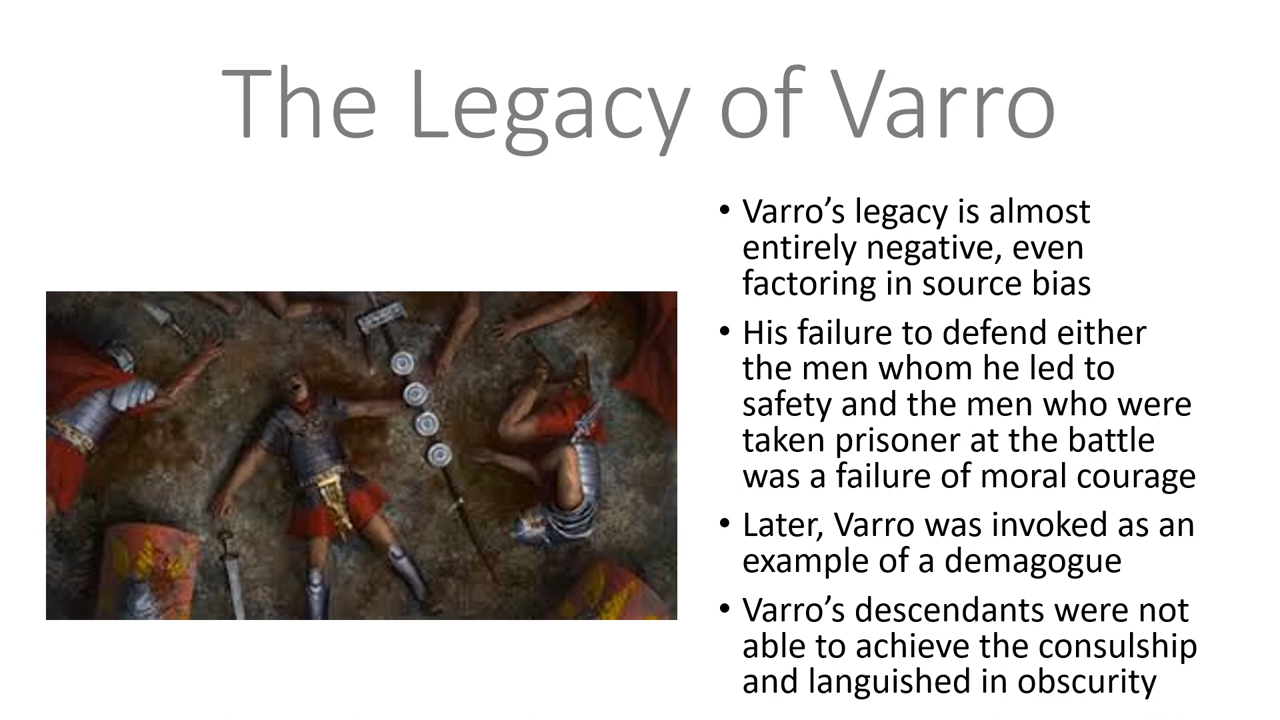 The Legacy of Varro
• Varro’s legacy is almost
entirely negative, even
factoring in source bias
• His failure to defend either
the men whom he led to
safety and the men who were
taken prisoner at the battle
was a failure of moral courage
• Later, Varro was invoked as an
example of a demagogue
• Varro’s descendants were not
able to achieve the consulship
and languished in obscurity